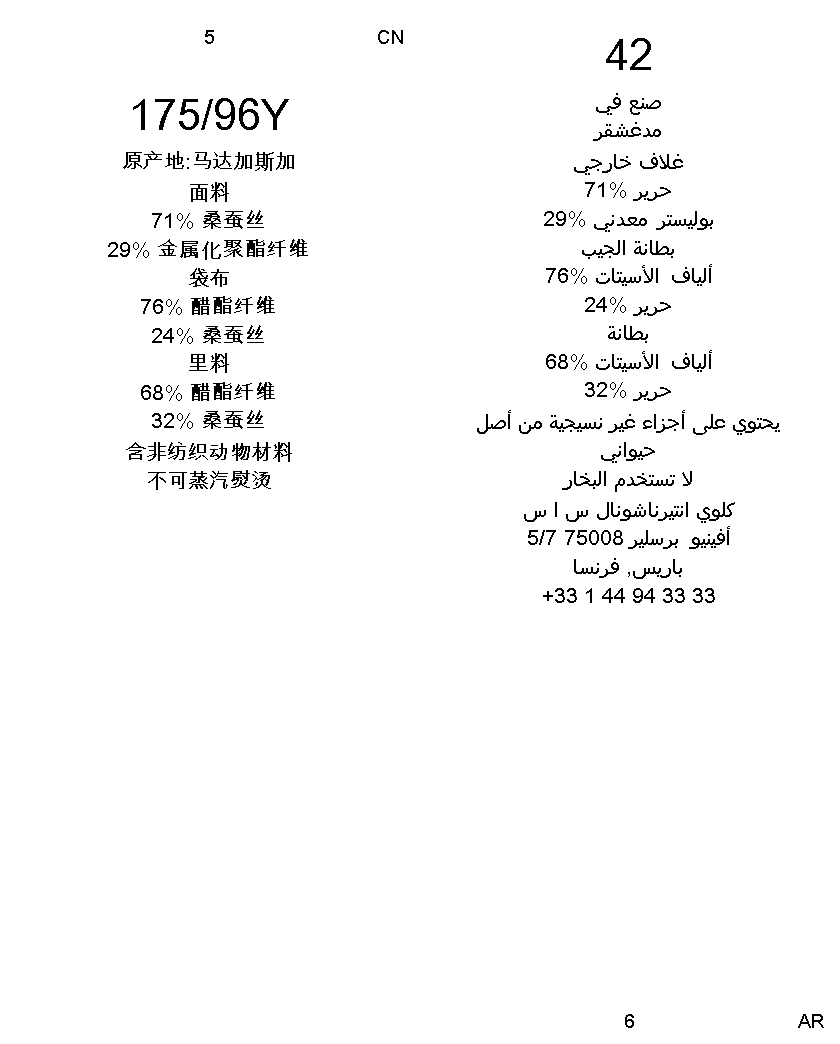 5
CN
175/96Y
原产地:马达加斯加
面料
71% 桑蚕丝
29% 金属化聚酯纤维
袋布
76% 醋酯纤维
24% 桑蚕丝
里料
68% 醋酯纤维
32% 桑蚕丝
含非纺织动物材料
不可蒸汽熨烫
42
صنع في
مدغشقر
غلاف خارجي
71% حرير
29% بوليستر معدني
بطانة الجيب
76% ألياف الأسيتات
24% حرير
بطانة
68% ألياف الأسيتات
32% حرير
يحتوي على أجزاء غير نسيجية من أصل
حيواني
لا تستخدم البخار
كلوي انتيرناشونال س ا س
5/7 75008 أفينيو برسلير
باريس, فرنسا
+33 1 44 94 33 33
6
AR